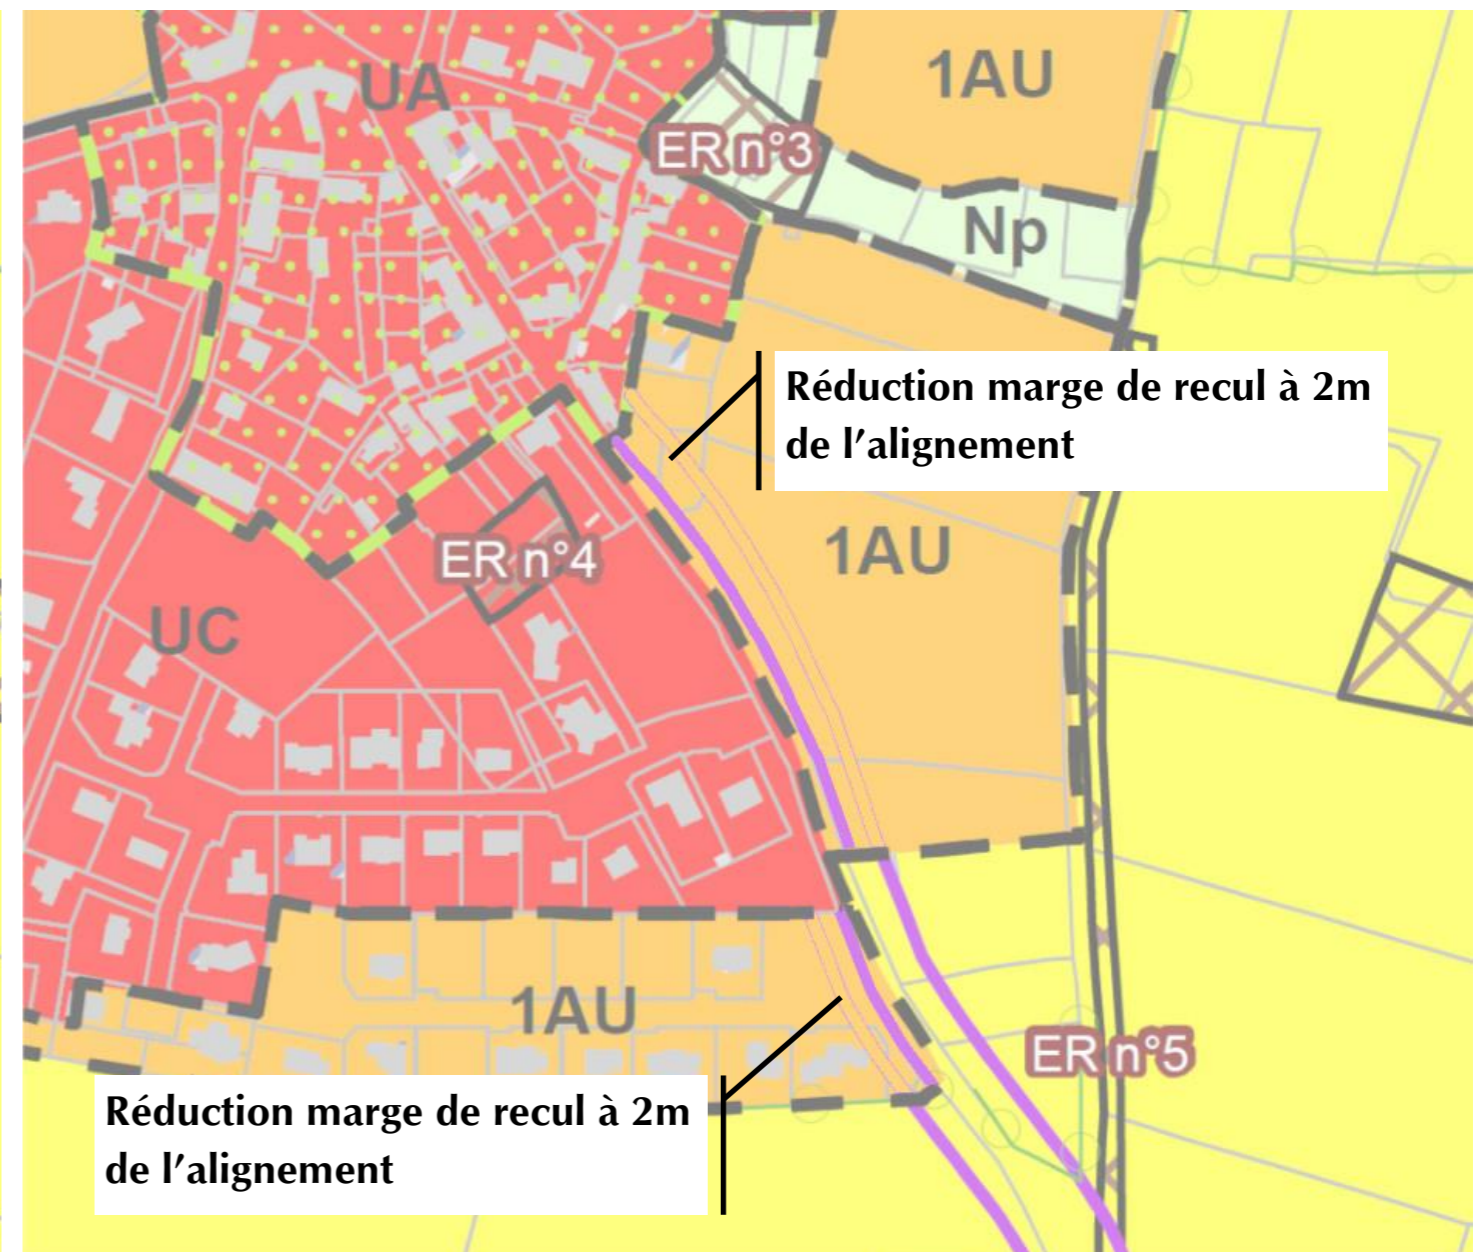 UA
1AU
ER n°3
Np
Réduction marge de recul à 2m
de l'alignement
1AU
ER n°4
UC
1AU
ER n°5
Réduction marge de recul à 2m
de l'alignement